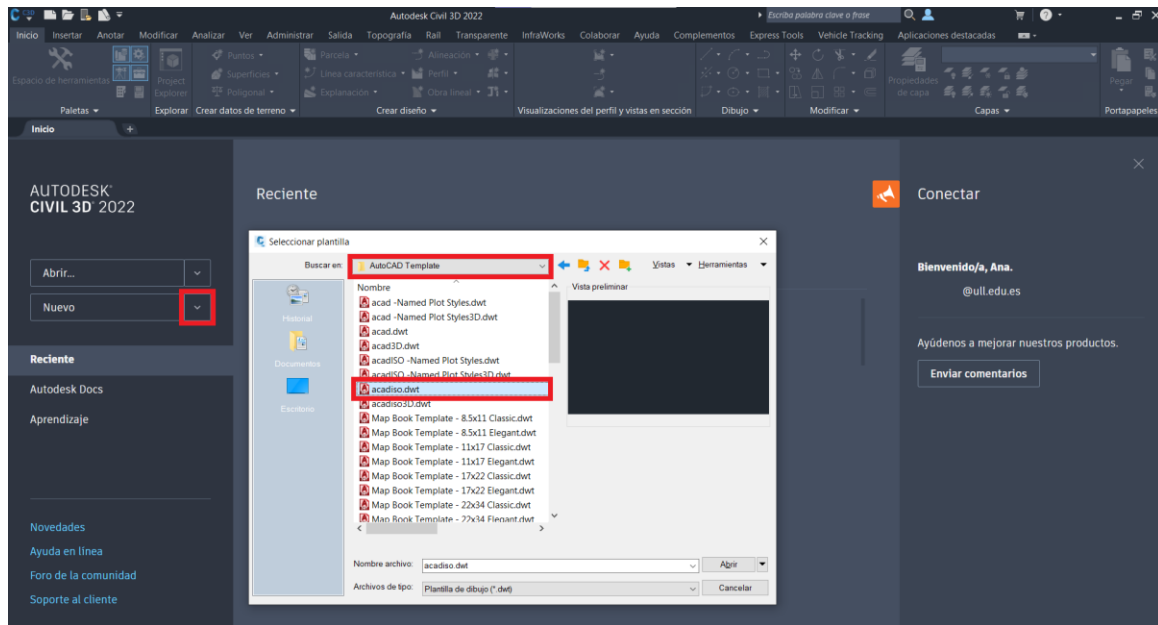 Autodesk Civil 3D 2022
Escriba palabra clave o frase
Inicio Insertar Anotar Modificar Analizar Ver Administrar Salida Topografía Rail Transparente InfraWorks Colaborar Ayuda Complementos Express Tools Vehicle Tracking Aplicaciones destacadas
Puntos
Parcela
Alineación
Espacio de herramientas
Project Explorer
Superficies
Línea característica
Perfil
Propiedades de capa
Pegar
Poligonal
Explanación
Obra lineal
Paletas
Explorar
Crear datos de terreno
Crear diseño
Visualizaciones del perfil y vistas en sección
Dibujo
Modificar
Capas
Portapapeles
Inicio
AUTODESK
CIVIL 3D 2022
Abrir...
Nuevo
Reciente
Autodesk Docs
Aprendizaje
Novedades
Ayuda en línea
Foro de la comunidad
Soporte al cliente
Reciente
Seleccionar plantilla
Buscar en:
AutoCAD Template
Vistas
Herramientas
Historial
Documentos
Escritorio
Nombre
acad -Named Plot Styles.dwt
acad -Named Plot Styles3D.dwt
acad.dwt
acad3D.dwt
acadISO -Named Plot Styles.dwt
acadISO -Named Plot Styles3D.dwt
acadiso.dwt
acadiso3D.dwt
Map Book Template - 8.5x11 Classic.dwt
Map Book Template - 8.5x11 Elegant.dwt
Map Book Template - 11x17 Classic.dwt
Map Book Template - 11x17 Elegant.dwt
Map Book Template - 17x22 Classic.dwt
Map Book Template - 17x22 Elegant.dwt
Map Book Template - 22x34 Classic.dwt
Map Book Template - 22x34 Elegant.dwt
Vista preliminar
Nombre archivo:
acadiso.dwt
Abrir
Archivos de tipo:
Plantilla de dibujo (*.dwt)
Cancelar
Conectar
Bienvenido/a, Ana.
@ull.edu.es
Ayúdenos a mejorar nuestros productos.
Enviar comentarios